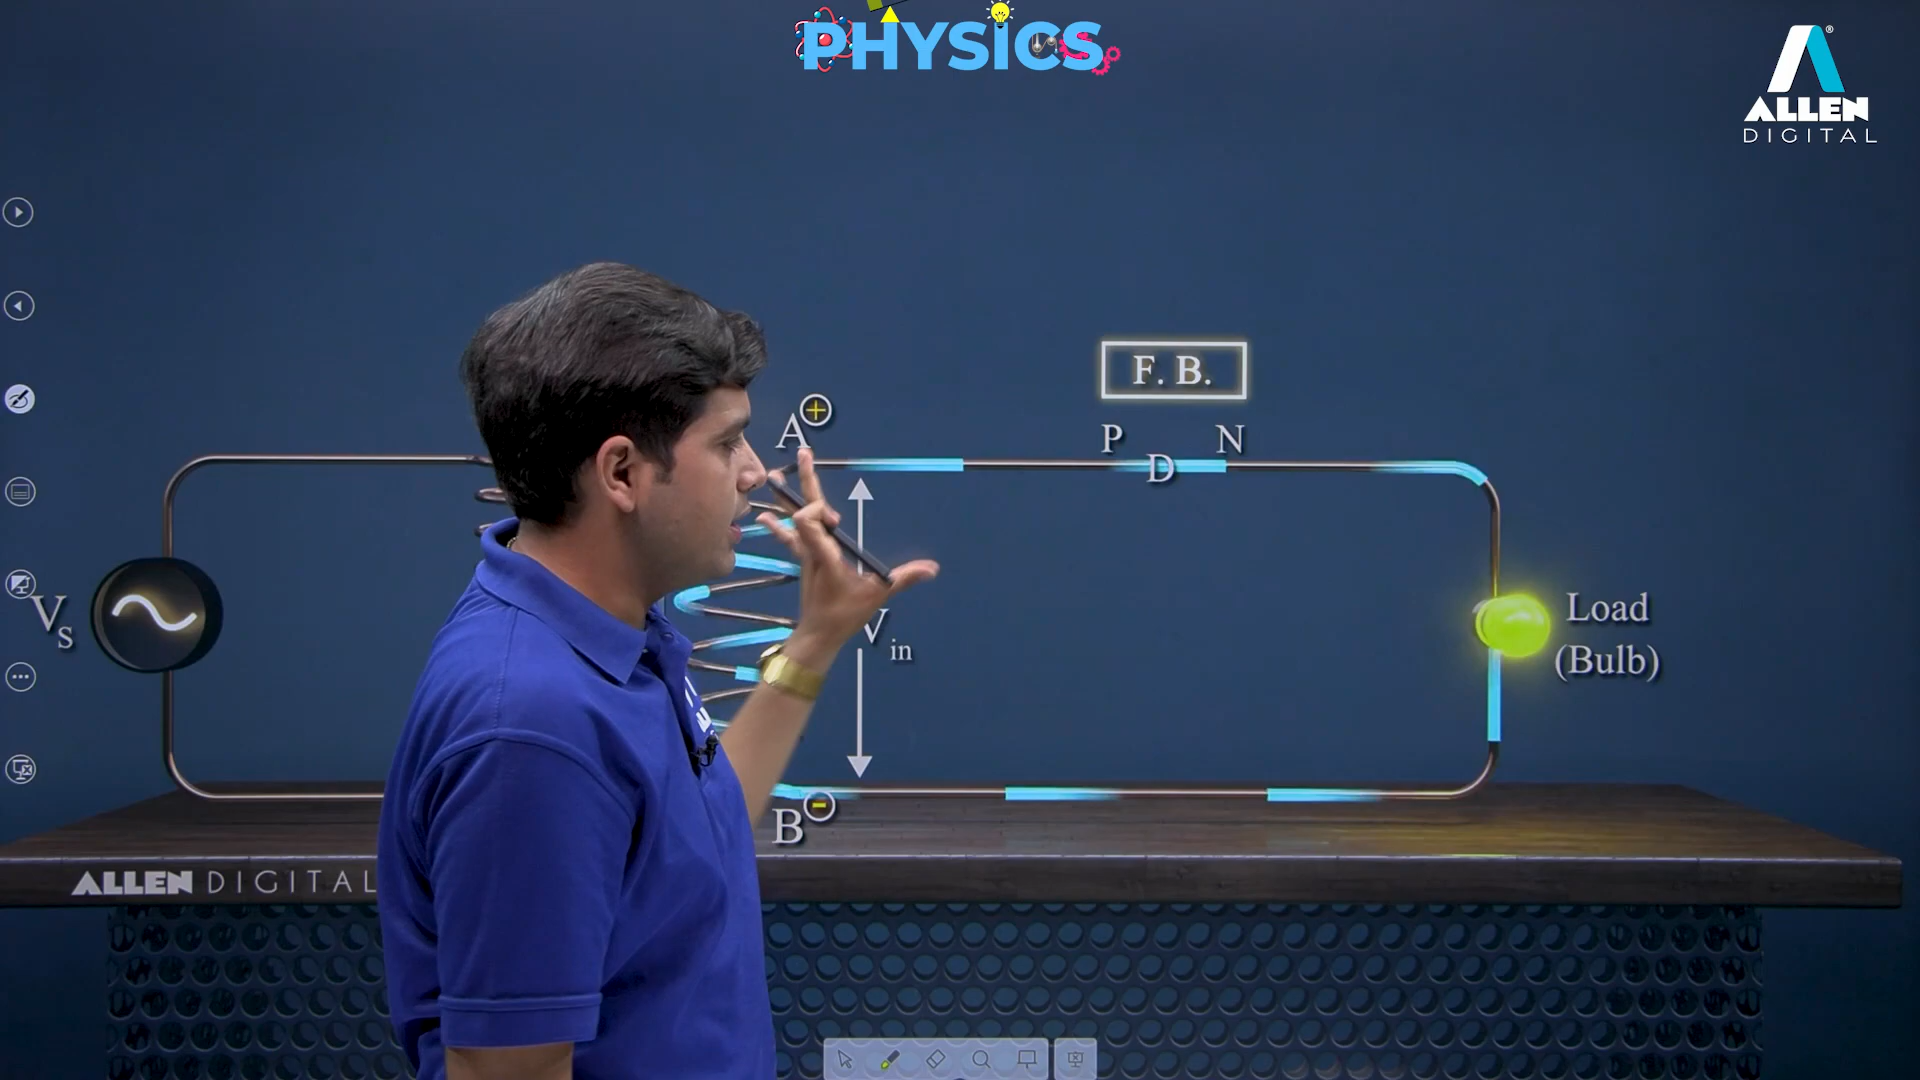 PHYSICS
ALLEN
DIGITAL
F. B.
A
P
N
D
V
S
Load
(Bulb)
V
in
B
ALLEN DIGITAL